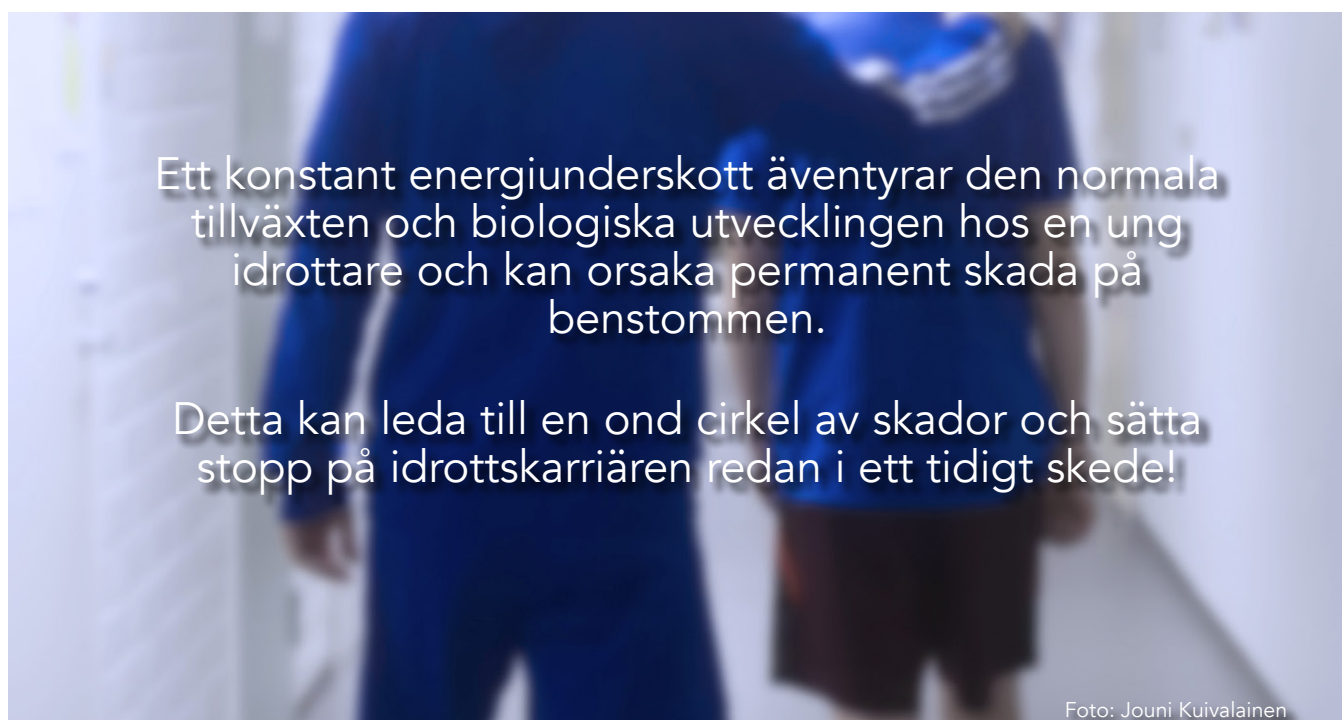 Ett konstant energiunderskott äventyrar den normala
tillväxten och biologiska utvecklingen hos en ung
idrottare och kan orsaka permanent skada på
benstommen.
Detta kan leda till en ond cirkel av skador och sätta
stopp på idrottskarriären redan i ett tidigt skede!
Foto: Jouni Kuivalainen